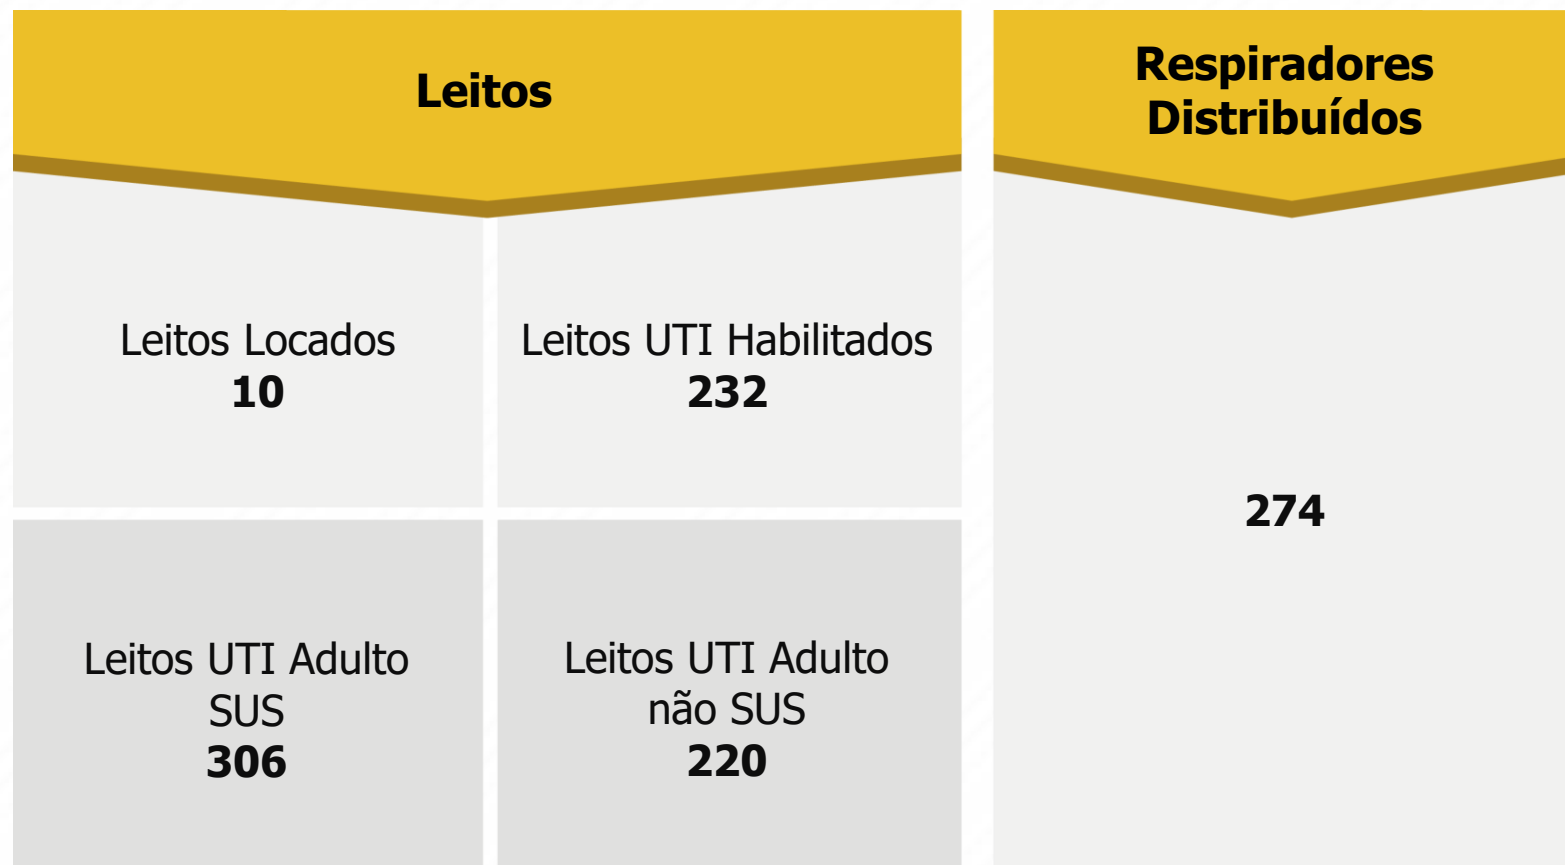 Leitos
Leitos Locados
10
Leitos UTI Habilitados
232
Leitos UTI Adulto
SUS
306
Leitos UTI Adulto
não SUS
220
Respiradores
Distribuídos
274